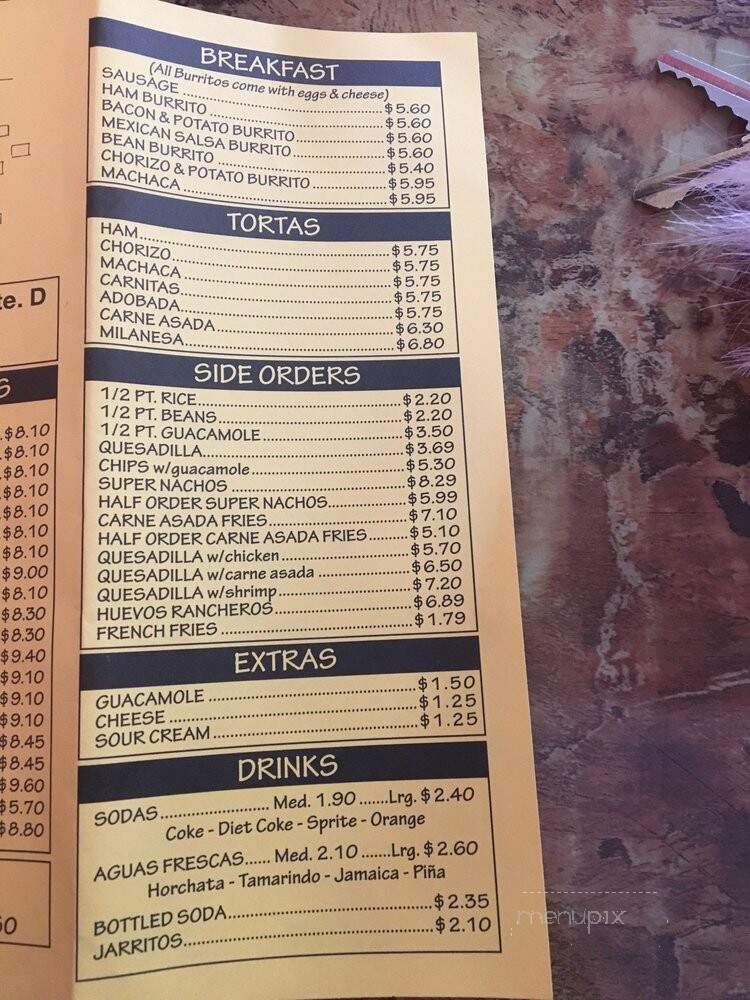 te. D
S
$8.10
$8.10
$8.10
$8.10
$8.10
$8.10
$8.10
$9.00
$8.10
$8.30
$8.30
$9.40
$9.10
$9.10
$9.10
$8.45
$8.45
$9.60
$5.70
$8.80
BREAKFAST
(All Burritos come with eggs & cheese)
SAUSAGE ........ $5.60
HAM BURRITO ........ $5.60
BACON & POTATO BURRITO ........ $5.60
MEXICAN SALSA BURRITO ........ $5.60
BEAN BURRITO ........ $5.40
CHORIZO & POTATO BURRITO ........ $5.95
MACHACA ........ $5.95
TORTAS
HAM ........ $5.75
CHORIZO ........ $5.75
MACHACA ........ $5.75
CARNITAS ........ $5.75
ADOBADA ........ $5.75
CARNE ASADA ........ $6.30
MILANESA ........ $6.80
SIDE ORDERS
1/2 PT. RICE ........ $2.20
1/2 PT. BEANS ........ $2.20
1/2 PT. GUACAMOLE ........ $3.50
QUESADILLA ........ $3.69
CHIPS w/guacamole ........ $5.30
SUPER NACHOS ........ $8.29
HALF ORDER SUPER NACHOS ........ $5.99
CARNE ASADA FRIES ........ $7.10
HALF ORDER CARNE ASADA FRIES ........ $5.10
QUESADILLA w/chicken ........ $5.70
QUESADILLA w/carne asada ........ $6.50
QUESADILLA w/shrimp ........ $7.20
HUEVOS RANCHEROS ........ $6.89
FRENCH FRIES ........ $1.79
EXTRAS
GUACAMOLE ........ $1.50
CHEESE ........ $1.25
SOUR CREAM ........ $1.25
DRINKS
SODAS ........ Med. 1.90 ....... Lrg. $2.40
Coke - Diet Coke - Sprite - Orange
AGUAS FRESCAS ...... Med. 2.10 ....... Lrg. $2.60
Horchata - Tamarindo - Jamaica - Piña
BOTTLED SODA ........ $2.35
JARRITOS ........ $2.10
menupix